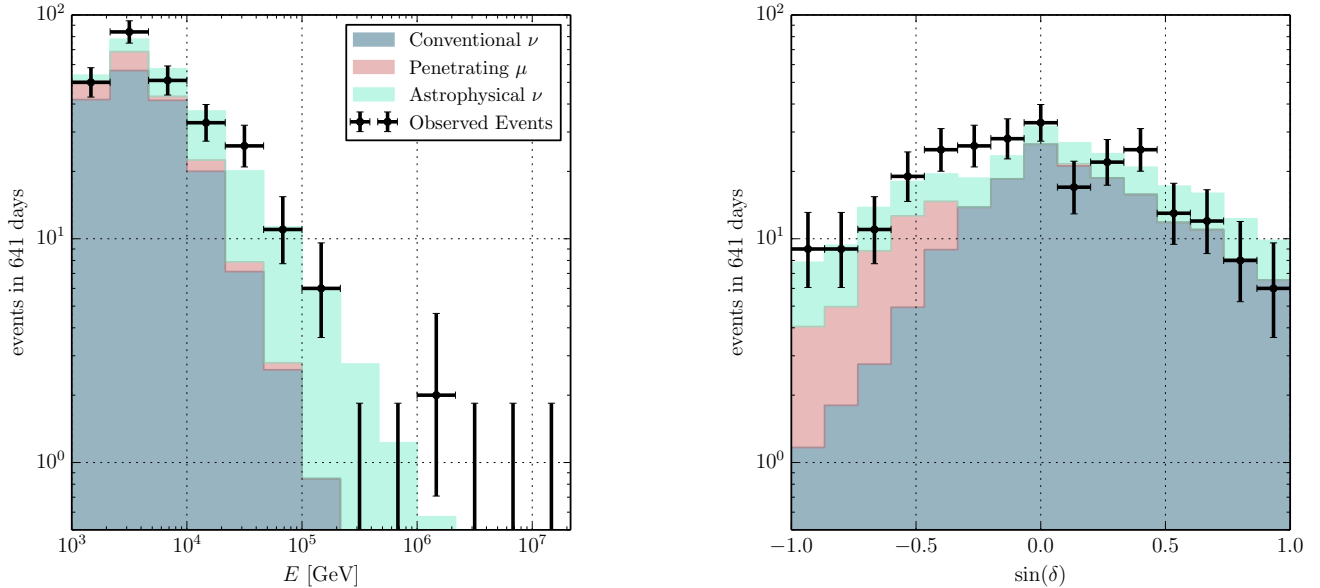 10²
10¹
10⁰
events in 641 days
10³ 10⁴ 10⁵ 10⁶ 10⁷
E [GeV]
Conventional ν
Penetrating μ
Astrophysical ν
Observed Events
10²
10¹
10⁰
events in 641 days
−1.0 −0.5 0.0 0.5 1.0
sin(δ)